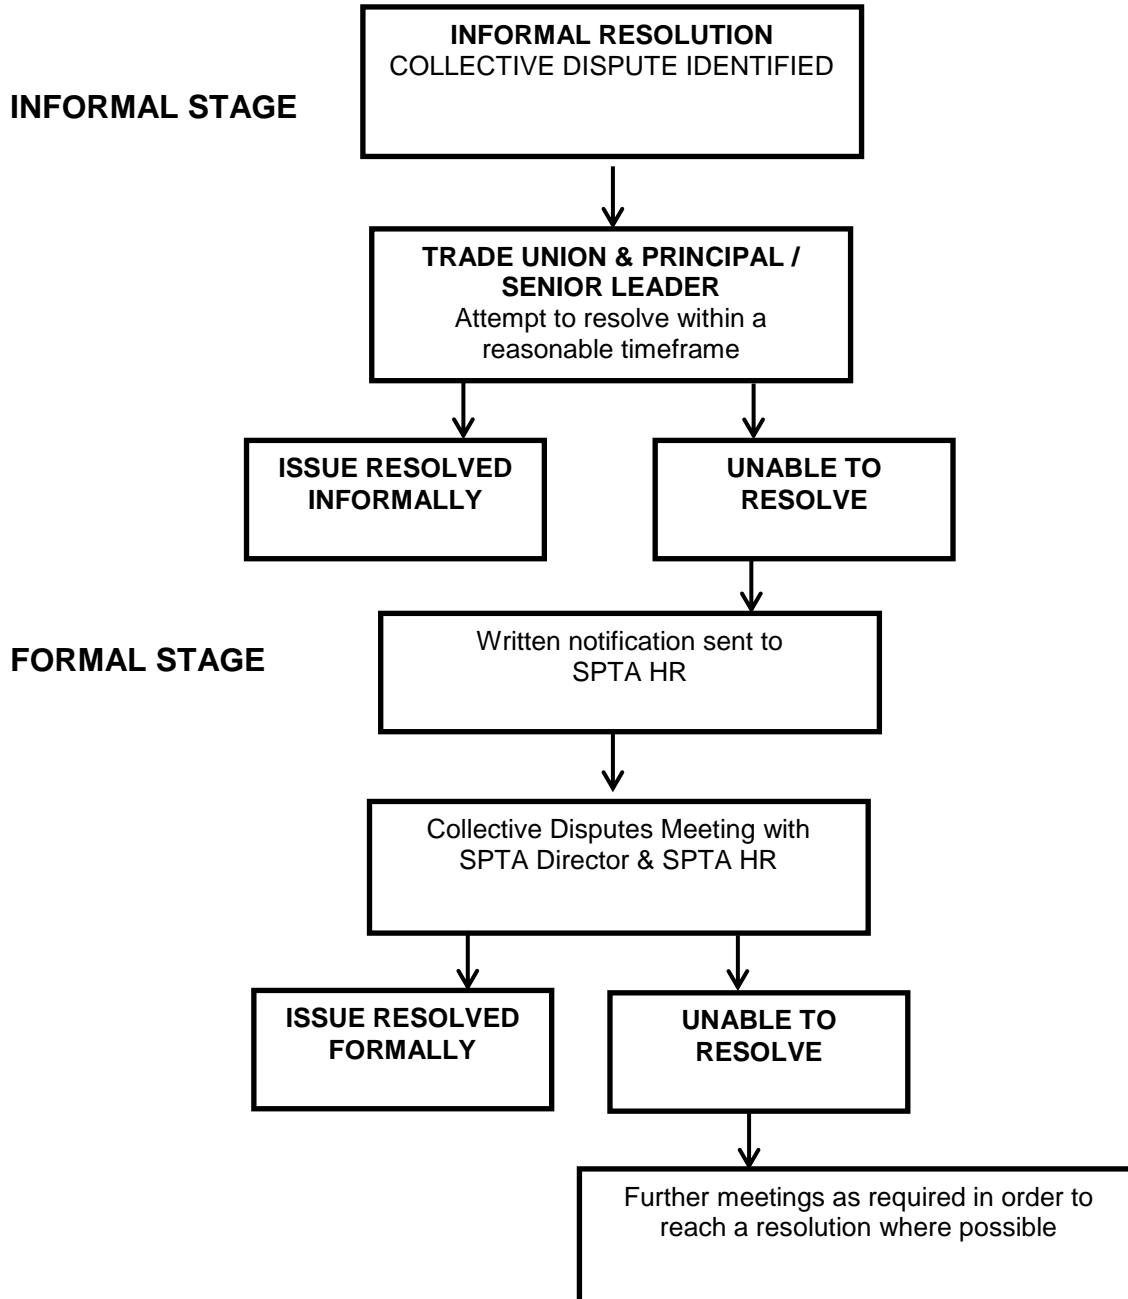 INFORMAL RESOLUTION
COLLECTIVE DISPUTE IDENTIFIED
INFORMAL STAGE
TRADE UNION & PRINCIPAL /
SENIOR LEADER
Attempt to resolve within a
reasonable timeframe
ISSUE RESOLVED
INFORMALLY
UNABLE TO
RESOLVE
FORMAL STAGE
Written notification sent to
SPTA HR
Collective Disputes Meeting with
SPTA Director & SPTA HR
ISSUE RESOLVED
FORMALLY
UNABLE TO
RESOLVE
Further meetings as required in order to
reach a resolution where possible